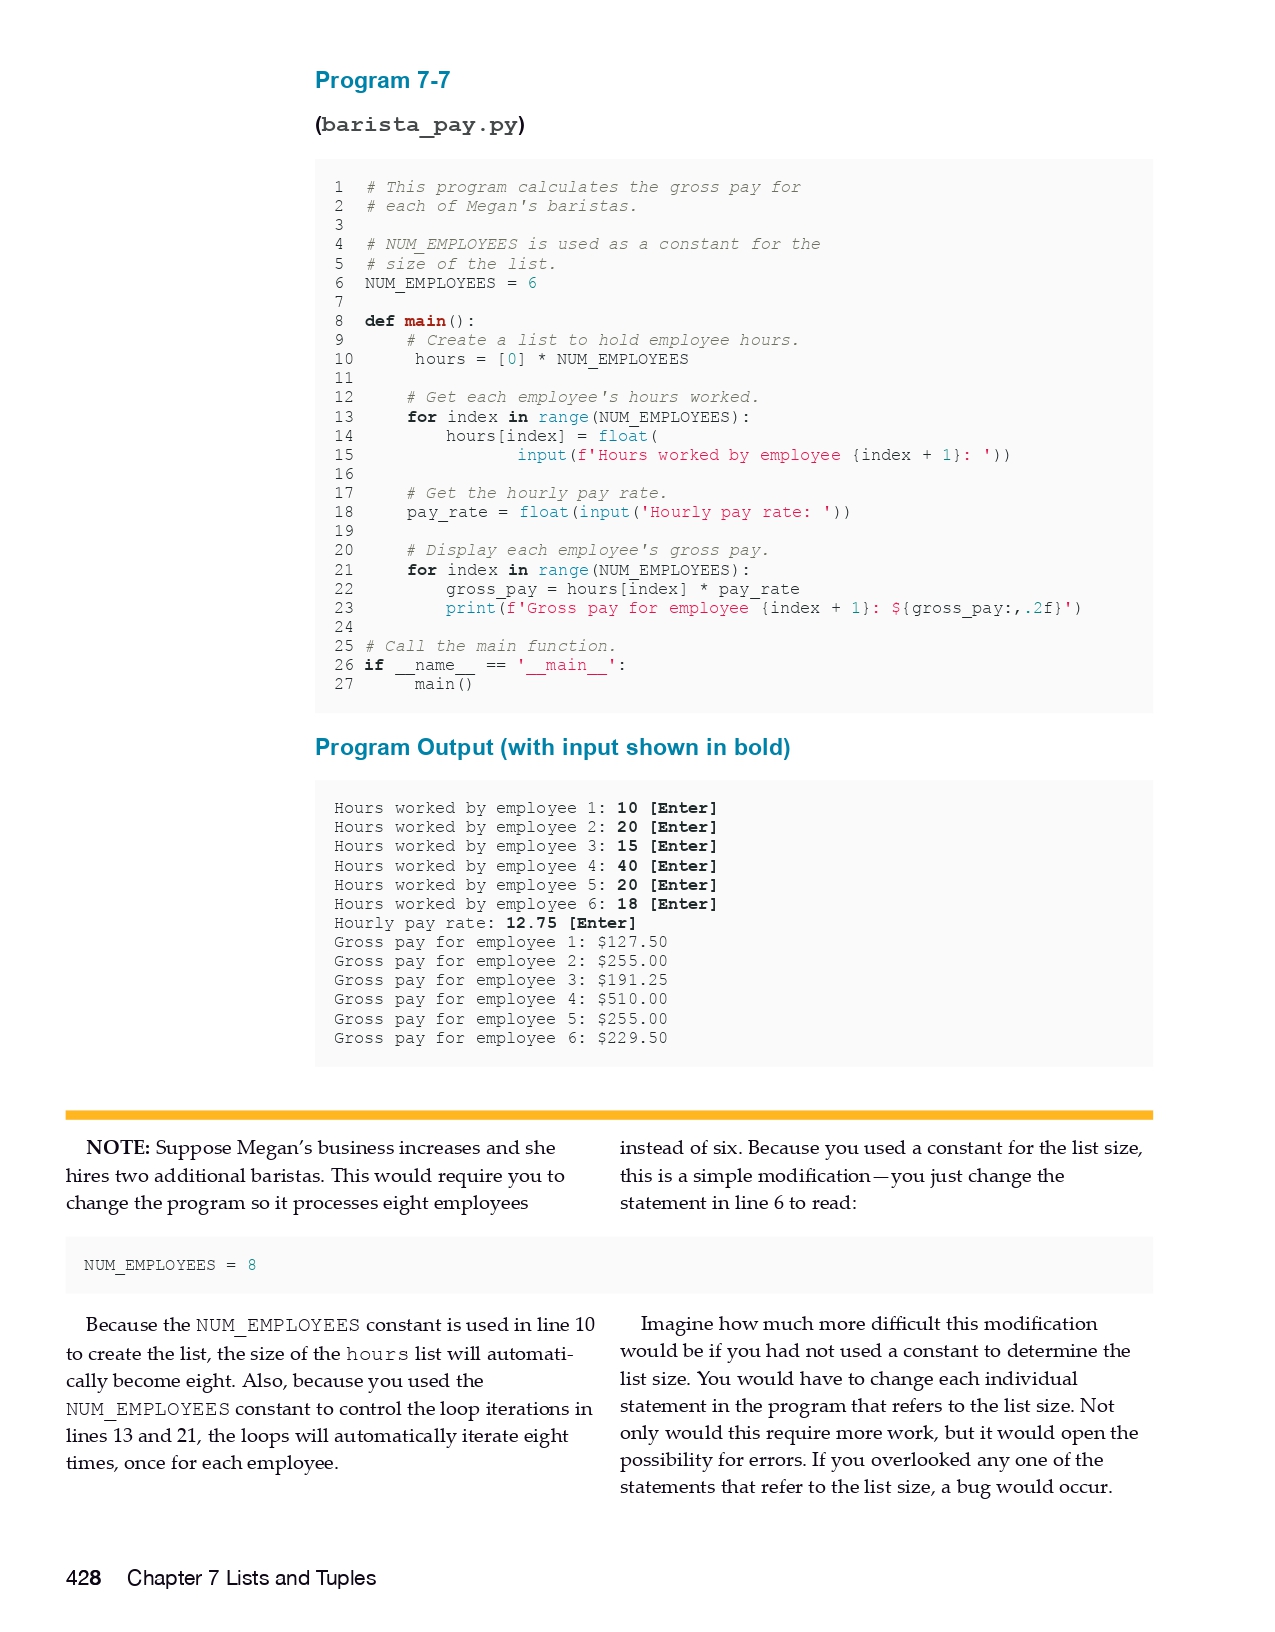 Program 7-7
(barista_pay.py)
1 # This program calculates the gross pay for
2 # each of Megan's baristas.
3
4 # NUM_EMPLOYEES is used as a constant for the
5 # size of the list.
6 NUM_EMPLOYEES = 6
7
8 def main():
9     # Create a list to hold employee hours.
10     hours = [0] * NUM_EMPLOYEES
11
12     # Get each employee's hours worked.
13     for index in range(NUM_EMPLOYEES):
14         hours[index] = float(
15                input(f'Hours worked by employee {index + 1}: '))
16
17     # Get the hourly pay rate.
18     pay_rate = float(input('Hourly pay rate: '))
19
20     # Display each employee's gross pay.
21     for index in range(NUM_EMPLOYEES):
22         gross_pay = hours[index] * pay_rate
23         print(f'Gross pay for employee {index + 1}: ${gross_pay:,.2f}')
24
25 # Call the main function.
26 if __name__ == '__main__':
27     main()
Program Output (with input shown in bold)
Hours worked by employee 1: 10 [Enter]
Hours worked by employee 2: 20 [Enter]
Hours worked by employee 3: 15 [Enter]
Hours worked by employee 4: 40 [Enter]
Hours worked by employee 5: 20 [Enter]
Hours worked by employee 6: 18 [Enter]
Hourly pay rate: 12.75 [Enter]
Gross pay for employee 1: $127.50
Gross pay for employee 2: $255.00
Gross pay for employee 3: $191.25
Gross pay for employee 4: $510.00
Gross pay for employee 5: $255.00
Gross pay for employee 6: $229.50
NOTE: Suppose Megan’s business increases and she
hires two additional baristas. This would require you to
change the program so it processes eight employees
instead of six. Because you used a constant for the list size,
this is a simple modification—you just change the
statement in line 6 to read:
NUM_EMPLOYEES = 8
Because the NUM_EMPLOYEES constant is used in line 10
to create the list, the size of the hours list will automati-
cally become eight. Also, because you used the
NUM_EMPLOYEES constant to control the loop iterations in
lines 13 and 21, the loops will automatically iterate eight
times, once for each employee.
Imagine how much more difficult this modification
would be if you had not used a constant to determine the
list size. You would have to change each individual
statement in the program that refers to the list size. Not
only would this require more work, but it would open the
possibility for errors. If you overlooked any one of the
statements that refer to the list size, a bug would occur.
428 Chapter 7 Lists and Tuples